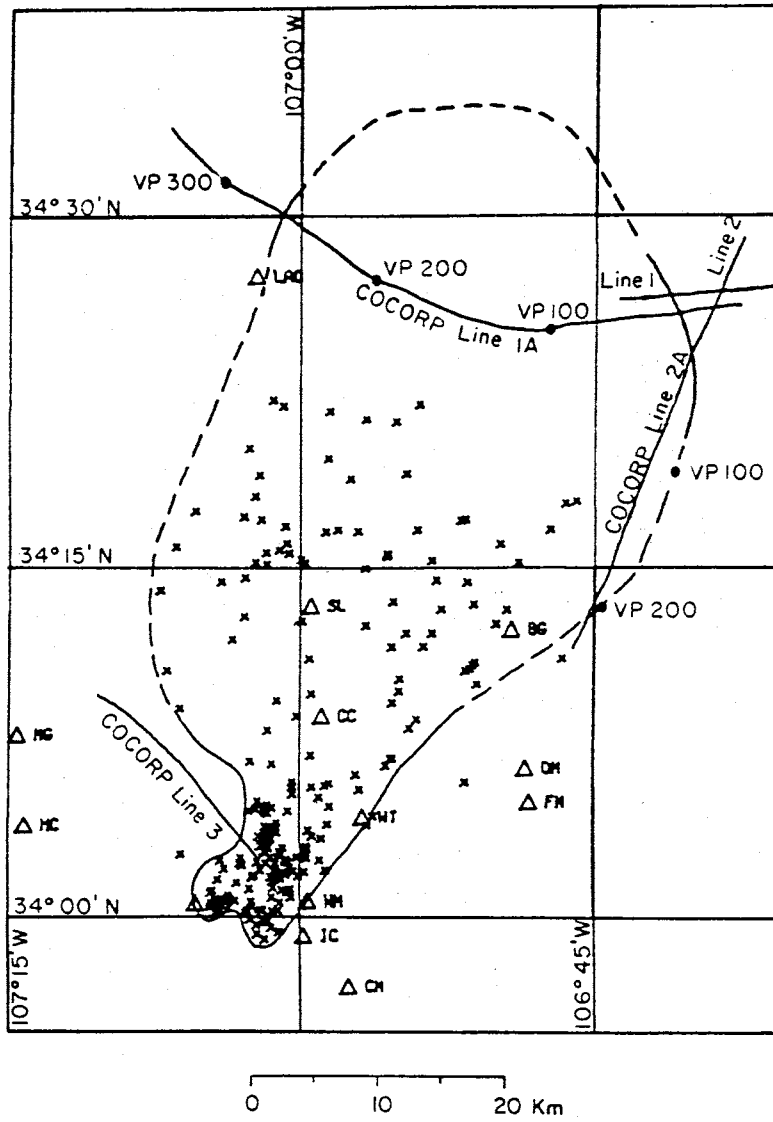 107°00'W
VP 300
34°30'N
LAD
VP 200
Line 2
Line 1
VP 100
COCORP Line 1A
COCORP Line 2A
VP 100
34°15'N
SL
BG
VP 200
CC
MG
COCORP Line 3
DM
FM
MC
WT
34°00'N
WM
IC
107°15'W
106°45'W
CM
0 10 20 Km